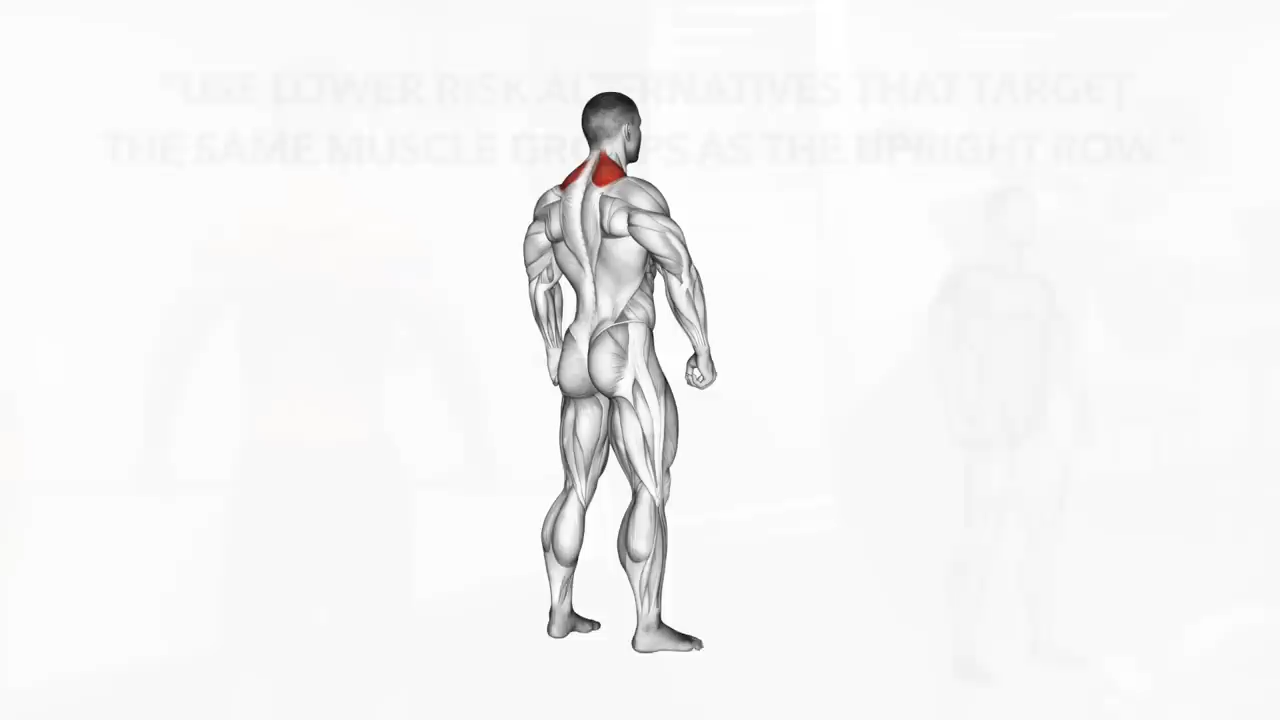 "USE LOWER RISK ALTERNATIVES THAT TARGET
THE SAME MUSCLE GROUPS AS THE UPRIGHT ROW."